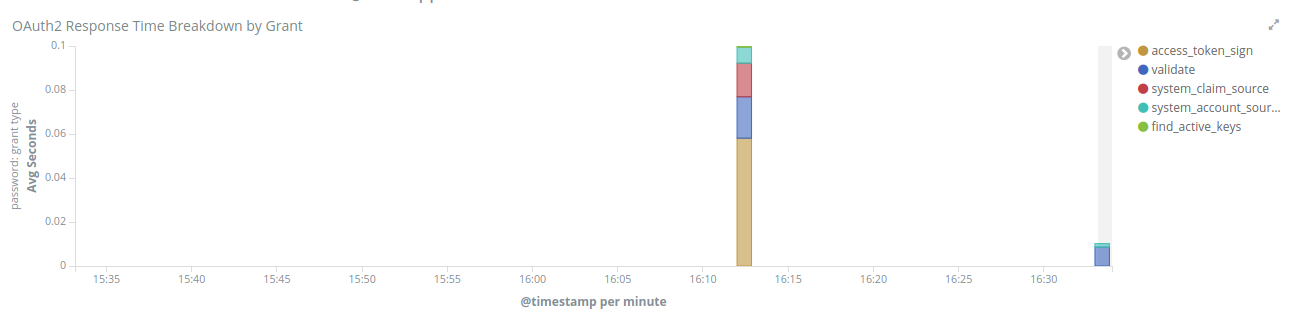 OAuth2 Response Time Breakdown by Grant
password: grant type
Avg Seconds
0.1
0.08
0.06
0.04
0.02
0
15:35 15:40 15:45 15:50 15:55 16:00 16:05 16:10 16:15 16:20 16:25 16:30
@timestamp per minute
access_token_sign
validate
system_claim_source
system_account_sour...
find_active_keys